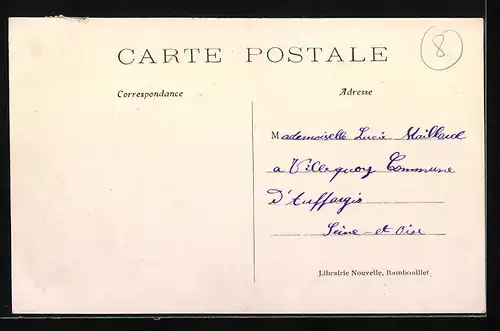 CARTE POSTALE
8
Correspondance
Adresse
Mademoiselle Lucie Maillard
a Villequoy Commune
D'Auffargis
Seine-et Oise
Librairie Nouvelle, Rambouillet